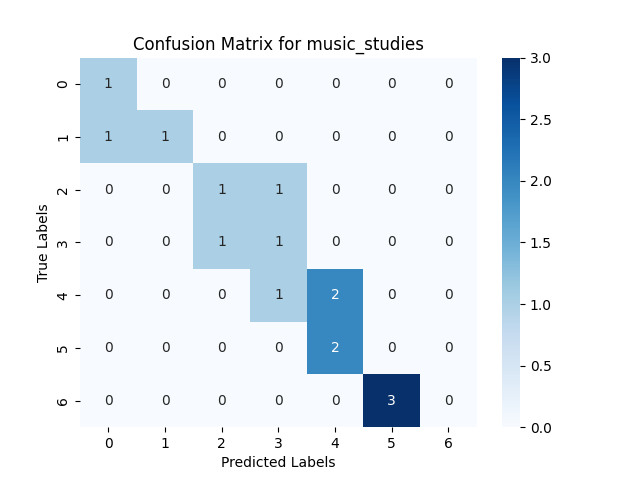 Confusion Matrix for music_studies
0 1 0 0 0 0 0 0
1 1 1 0 0 0 0 0
2 0 0 1 1 0 0 0
3 0 0 1 1 0 0 0
4 0 0 0 1 2 0 0
5 0 0 0 0 2 0 0
6 0 0 0 0 0 3 0
0 1 2 3 4 5 6
Predicted Labels
True Labels
3.0
2.5
2.0
1.5
1.0
0.5
0.0